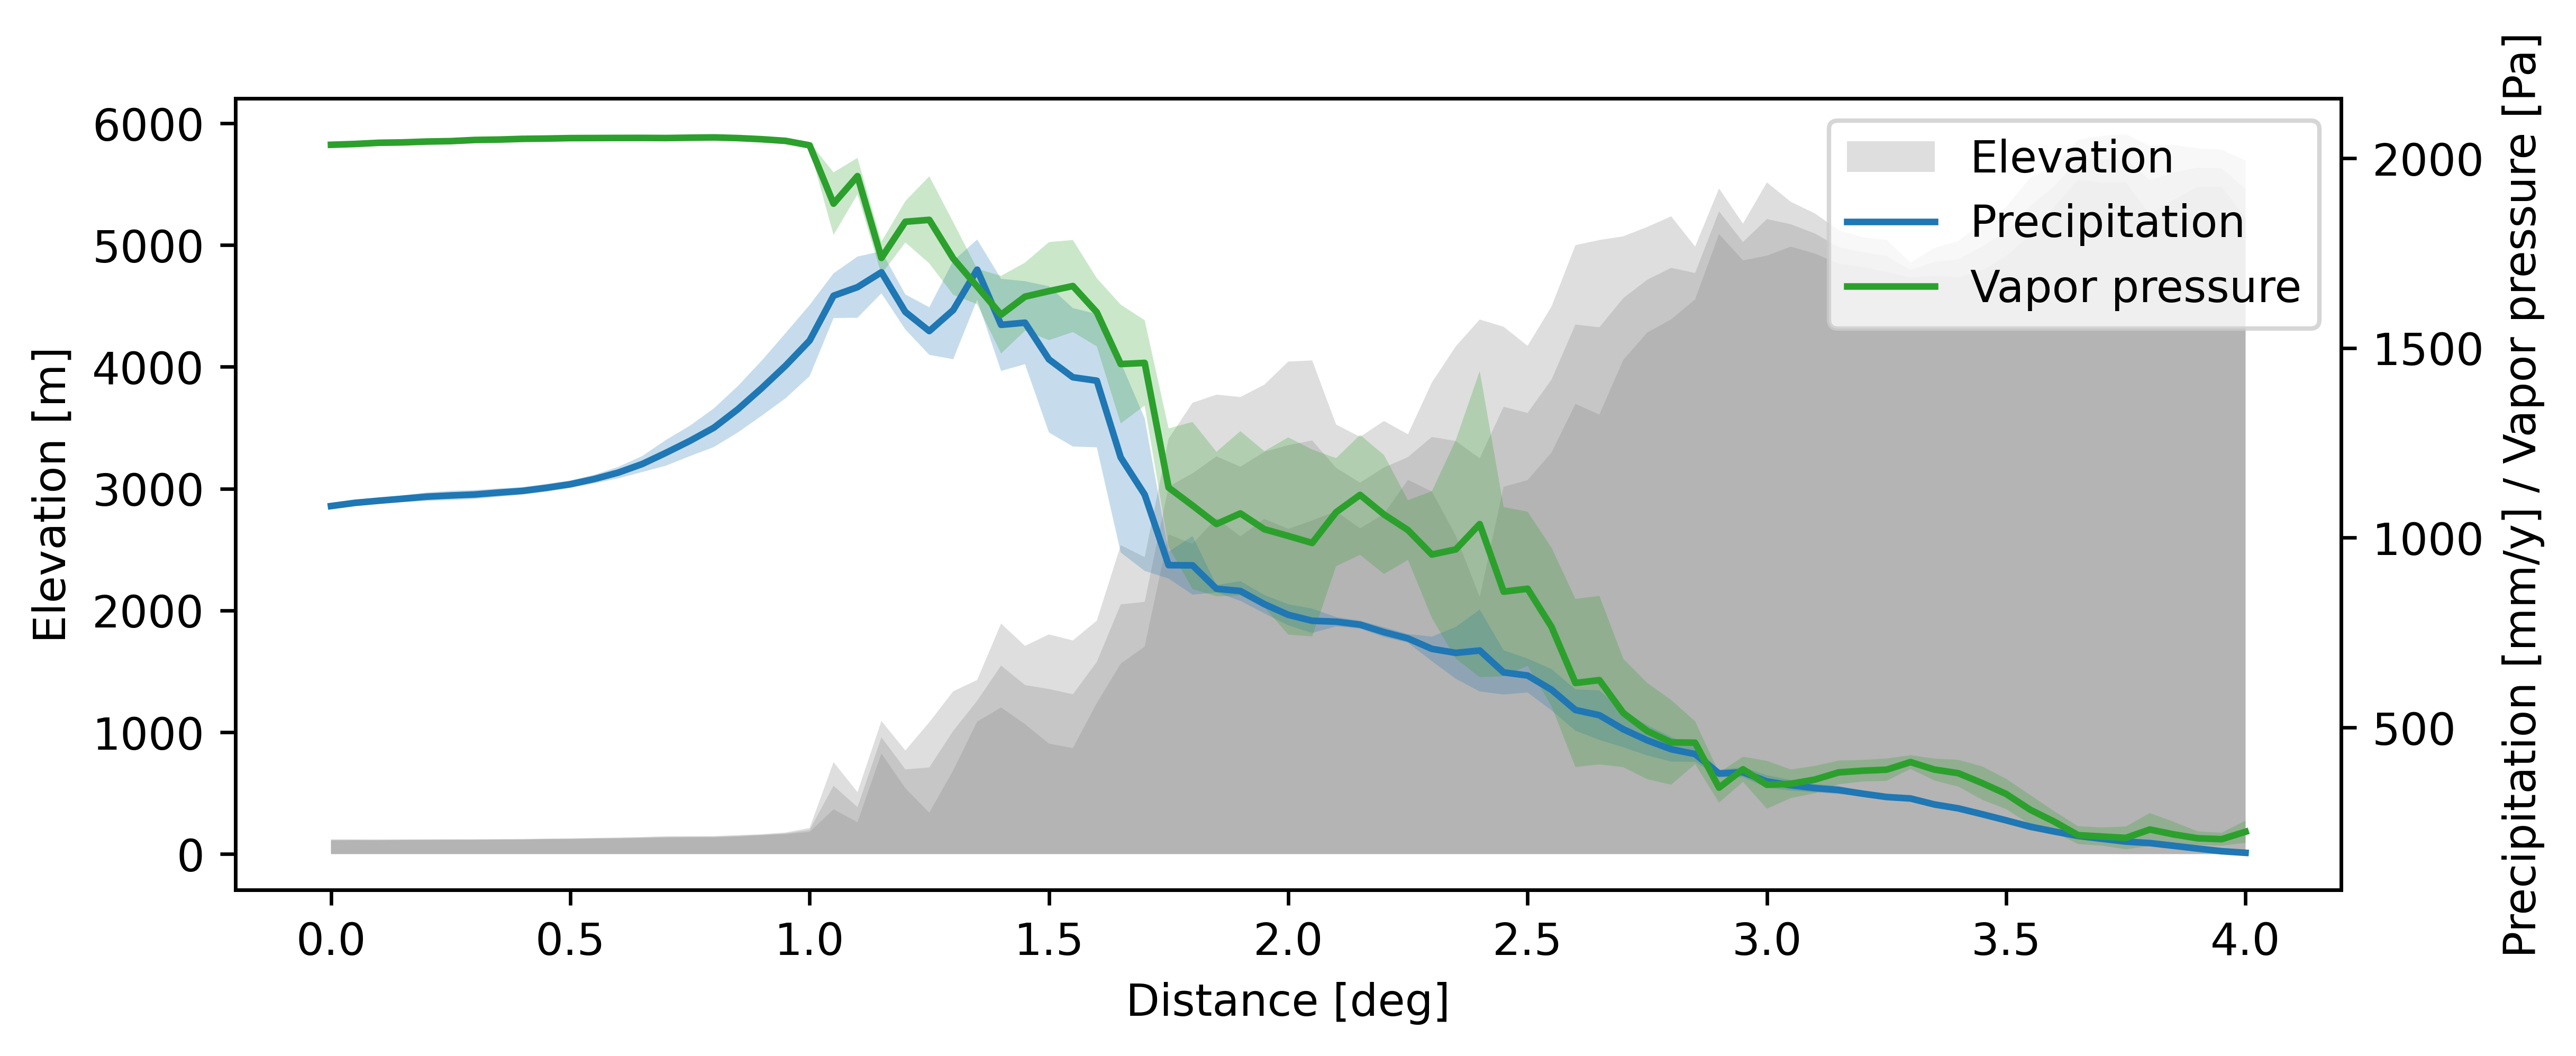 6000
5000
4000
3000
2000
1000
0
Elevation [m]
Elevation
Precipitation
Vapor pressure
2000
1500
1000
500
Precipitation [mm/y] / Vapor pressure [Pa]
0.0 0.5 1.0 1.5 2.0 2.5 3.0 3.5 4.0
Distance [deg]